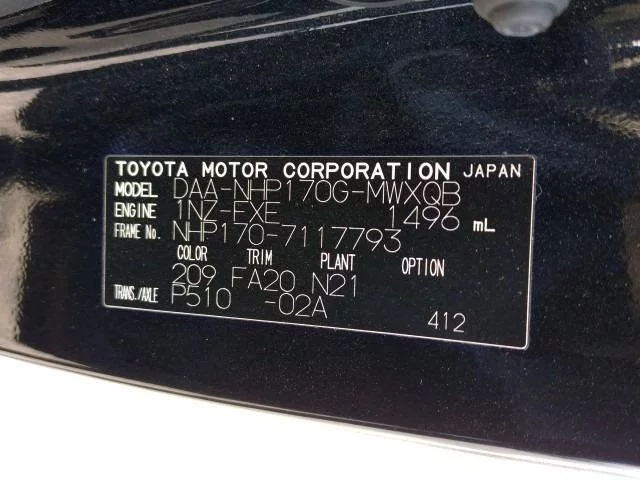 TOYOTA MOTOR CORPORATION JAPAN
MODEL DAA-NHP170G-MWXQB
ENGINE 1NZ-FXE 1496 mL
FRAME No. NHP170-7117793
COLOR TRIM PLANT OPTION
209 FA20 N21
TRANS./AXLE P510 -02A
412